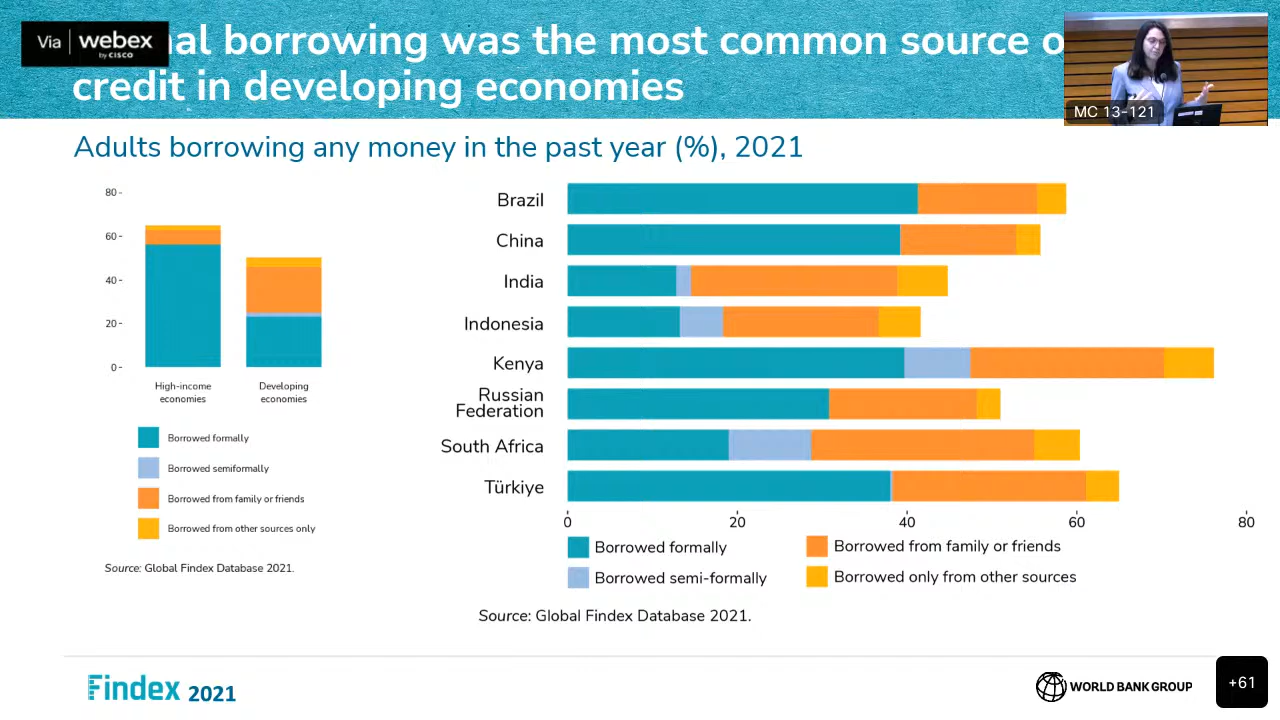 Via webex
by CISCO
al borrowing was the most common source o
credit in developing economies
MC 13-121
Adults borrowing any money in the past year (%), 2021
80
60
40
20
0
High-income
economies
Developing
economies
Borrowed formally
Borrowed semiformally
Borrowed from family or friends
Borrowed from other sources only
Source: Global Findex Database 2021.
Brazil
China
India
Indonesia
Kenya
Russian
Federation
South Africa
Türkiye
0 20 40 60 80
Borrowed formally
Borrowed from family or friends
Borrowed semi-formally
Borrowed only from other sources
Source: Global Findex Database 2021.
Findex 2021
WORLD BANK GROUP
+61